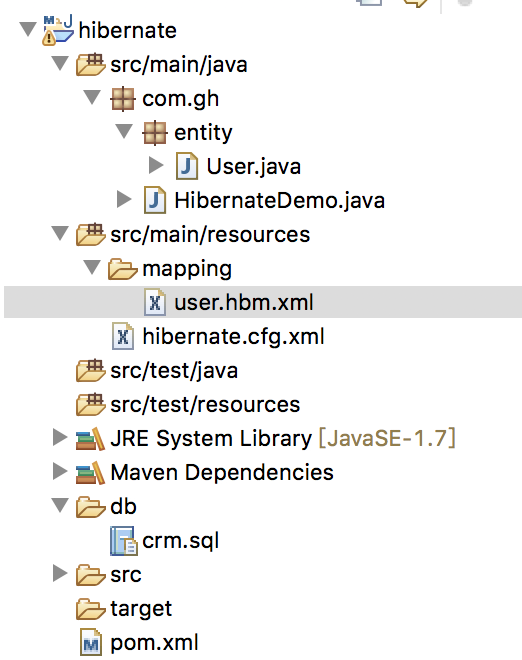 hibernate
src/main/java
com.gh
entity
User.java
HibernateDemo.java
src/main/resources
mapping
user.hbm.xml
hibernate.cfg.xml
src/test/java
src/test/resources
JRE System Library [JavaSE-1.7]
Maven Dependencies
db
crm.sql
src
target
pom.xml